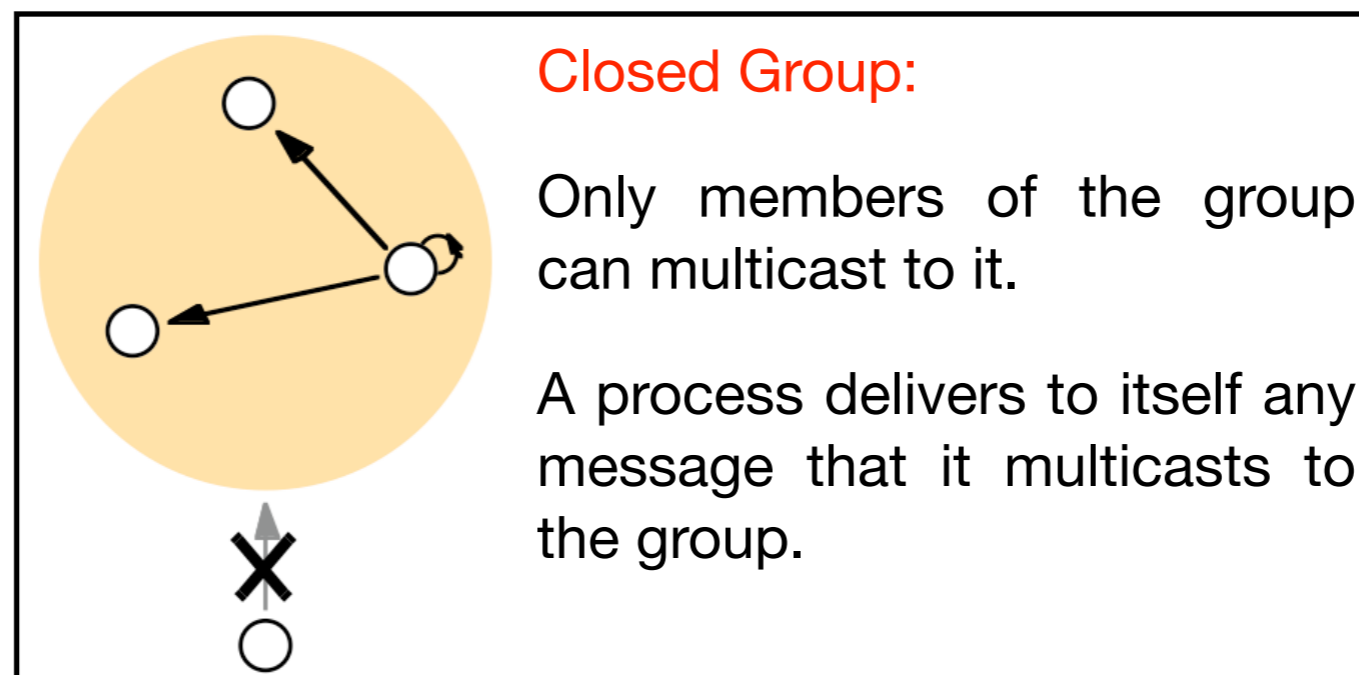 Closed Group:
Only members of the group
can multicast to it.
A process delivers to itself any
message that it multicasts to
the group.